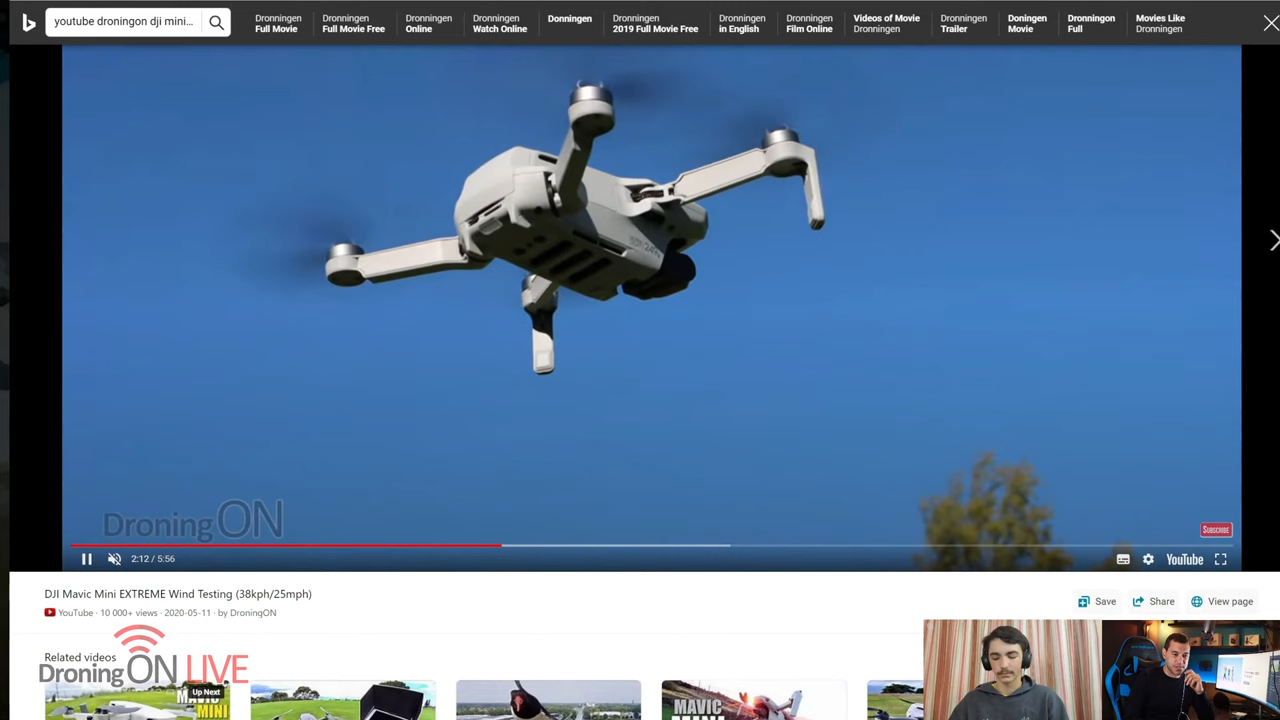 youtube droningon dji mini...
Dronningen
Full Movie
Dronningen
Full Movie Free
Dronningen
Online
Dronningen
Watch Online
Donningen
Dronningen
2019 Full Movie Free
Dronningen
in English
Dronningen
Film Online
Videos of Movie
Dronningen
Dronningen
Trailer
Doningen
Movie
Dronningon
Full
Movies Like
Dronningen
DroningON
SUBSCRIBE
2:12 / 5:56
YouTube
DJI Mavic Mini EXTREME Wind Testing (38kph/25mph)
YouTube · 10 000+ views · 2020-05-11 · by DroningON
Save
Share
View page
Related videos
DroningON LIVE
Up Next
MAVIC
MINI
MAVIC